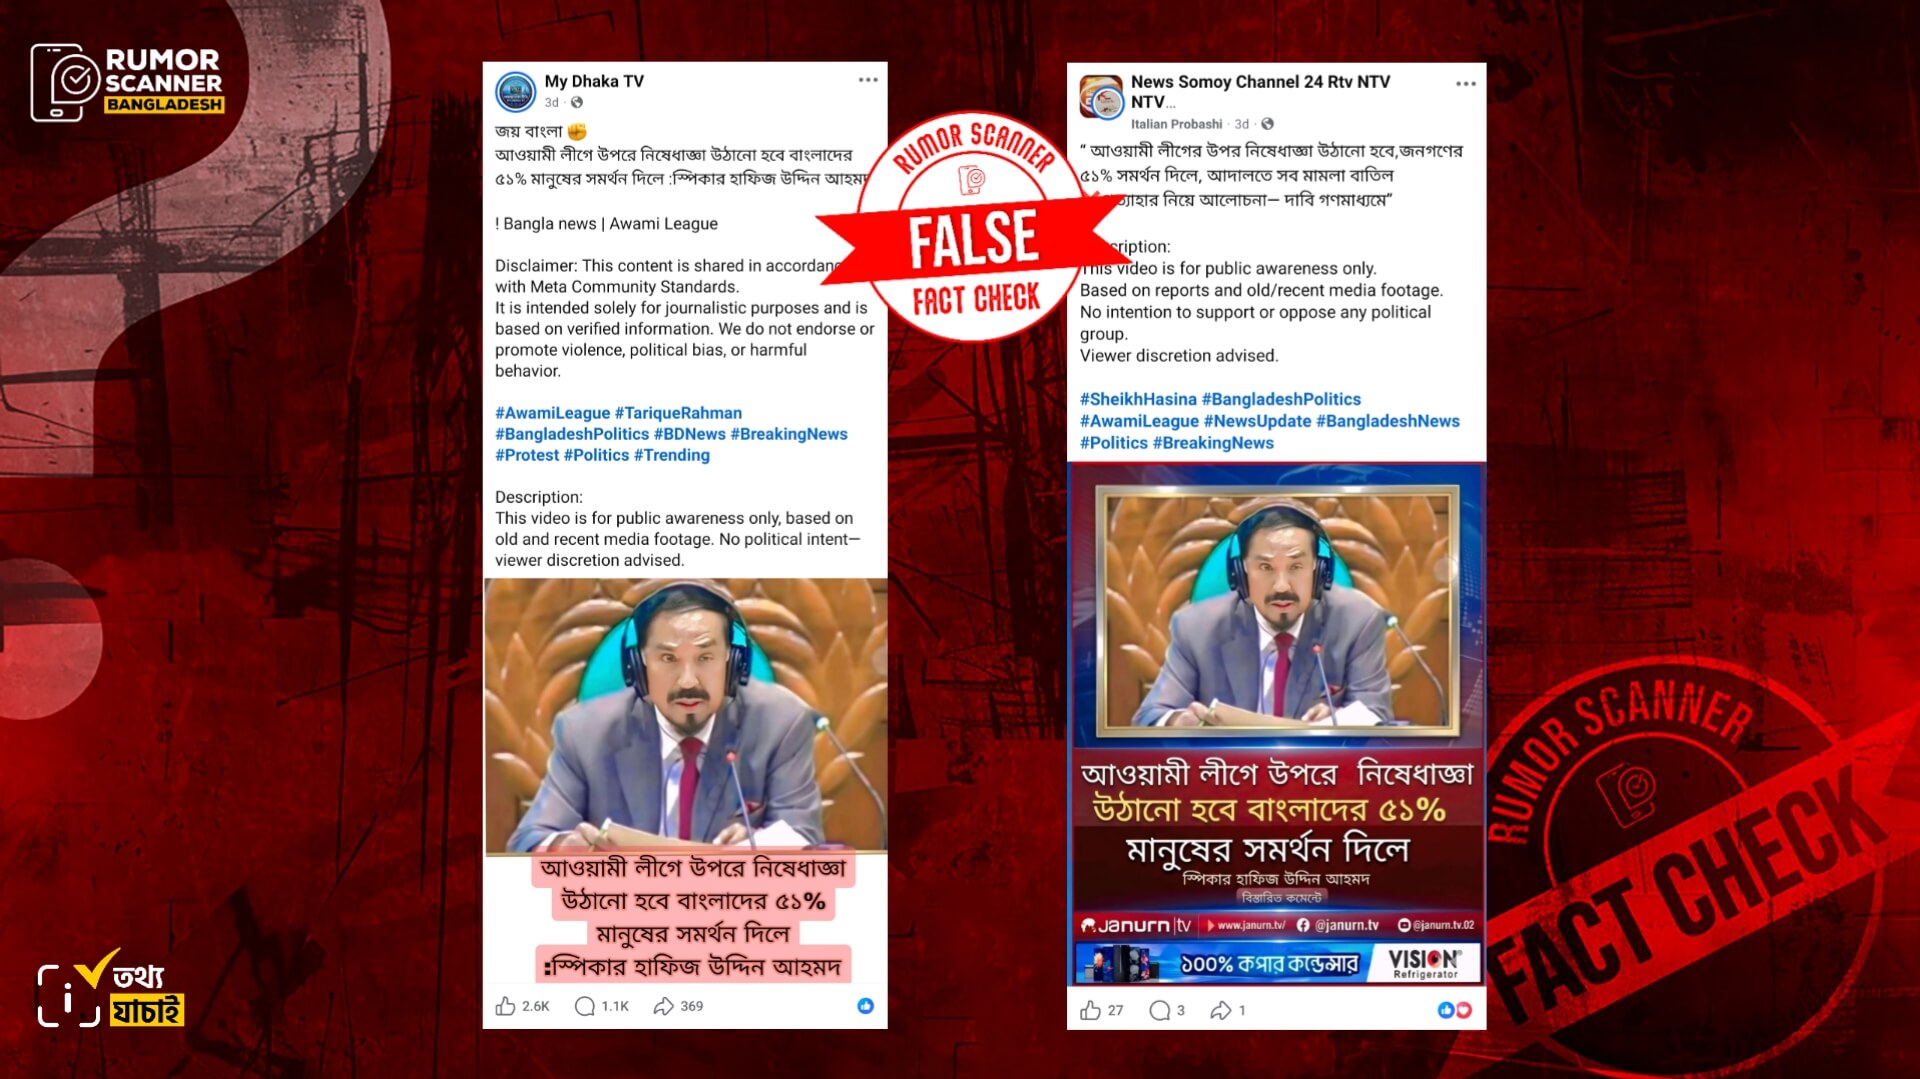 RUMOR
SCANNER
BANGLADESH
My Dhaka TV
3d
জয় বাংলা ✊
আওয়ামী লীগে উপরে নিষেধাজ্ঞা উঠানো হবে বাংলাদের
৫১% মানুষের সমর্থন দিলে :স্পিকার হাফিজ উদ্দিন আহমদ
! Bangla news | Awami League
Disclaimer: This content is shared in
with Meta Community Standards.
It is intended solely for journalistic purposes and is
based on verified information. We do not endorse or
promote violence, political bias, or harmful
behavior.
#AwamiLeague #TariqueRahman
#BangladeshPolitics #BDNews #BreakingNews
#Protest #Politics #Trending
Description:
This video is for public awareness only, based on
old and recent media footage. No political intent—
viewer discretion advised.
আওয়ামী লীগে উপরে নিষেধাজ্ঞা
উঠানো হবে বাংলাদের ৫১%
মানুষের সমর্থন দিলে
:স্পিকার হাফিজ উদ্দিন আহমদ
2.6K 1.1K 369
RUMOR SCANNER
FALSE
FACT CHECK
News Somoy Channel 24 Rtv NTV
NTV...
Italian Probashi · 3d
“ আওয়ামী লীগের উপর নিষেধাজ্ঞা উঠানো হবে,জনগণের
৫১% সমর্থন দিলে, আদালতে সব মামলা বাতিল
নিয়ে আলোচনা— দাবি গণমাধ্যমে”
This video is for public awareness only.
Based on reports and old/recent media footage.
No intention to support or oppose any political
group.
Viewer discretion advised.
#SheikhHasina #BangladeshPolitics
#AwamiLeague #NewsUpdate #BangladeshNews
#Politics #BreakingNews
আওয়ামী লীগে উপরে নিষেধাজ্ঞা
উঠানো হবে বাংলাদের ৫১%
মানুষের সমর্থন দিলে
স্পিকার হাফিজ উদ্দিন আহমদ
বিস্তারিত কমেন্টে
Janurn tv www.janurn.tv/ @janurn.tv @janurn.tv.02
১০০% কপার কন্ডেন্সার VISION
Refrigerator
27 3 1
RUMOR SCANNER
FACT CHECK
তথ্য
যাচাই